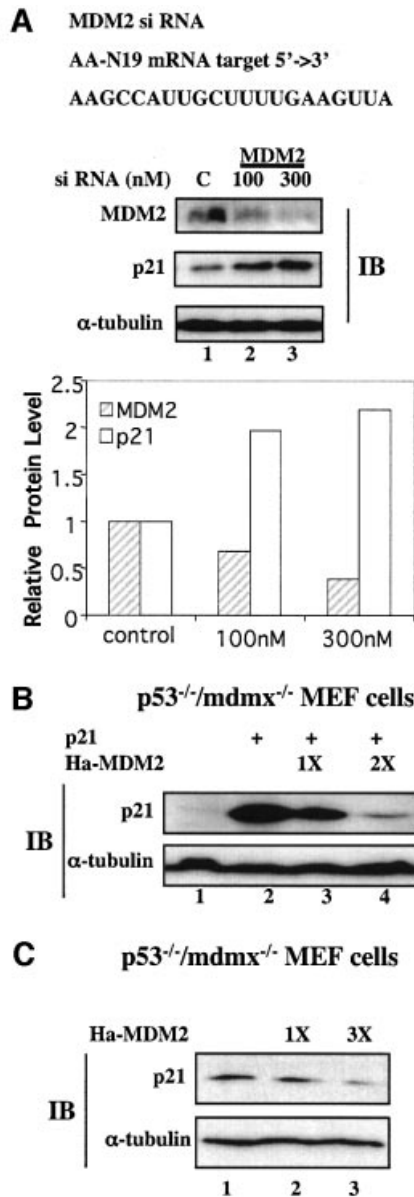 A
MDM2 si RNA
AA-N19 mRNA target 5'->3'
AAGCCAUUGCUUUUGAAGUUA
MDM2
si RNA (nM) C 100 300
MDM2
p21
IB
α-tubulin
1 2 3
2.5
2
1.5
1
0.5
0
Relative Protein Level
MDM2
p21
control 100nM 300nM
B
p53-/-/mdmx-/- MEF cells
p21 + + +
Ha-MDM2 1X 2X
p21
IB
α-tubulin
1 2 3 4
C
p53-/-/mdmx-/- MEF cells
Ha-MDM2 1X 3X
p21
IB
α-tubulin
1 2 3